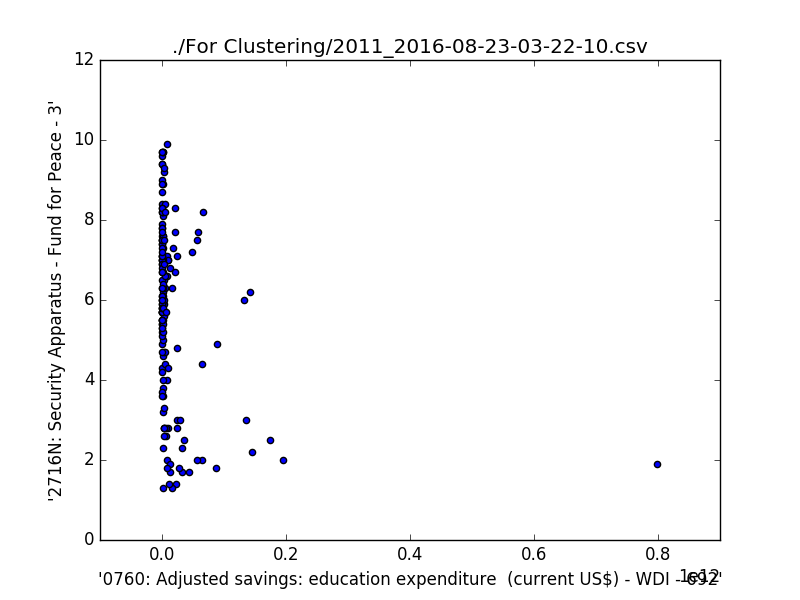 ./For Clustering/2011_2016-08-23-03-22-10.csv
12
10
8
6
4
2
0
'2716N: Security Apparatus - Fund for Peace - 3'
0.0 0.2 0.4 0.6 0.8
1e12
'0760: Adjusted savings: education expenditure (current US$) - WDI - 692'